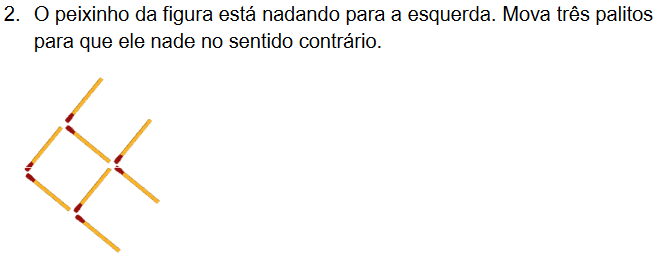 2. O peixinho da figura está nadando para a esquerda. Mova três palitos
para que ele nade no sentido contrário.